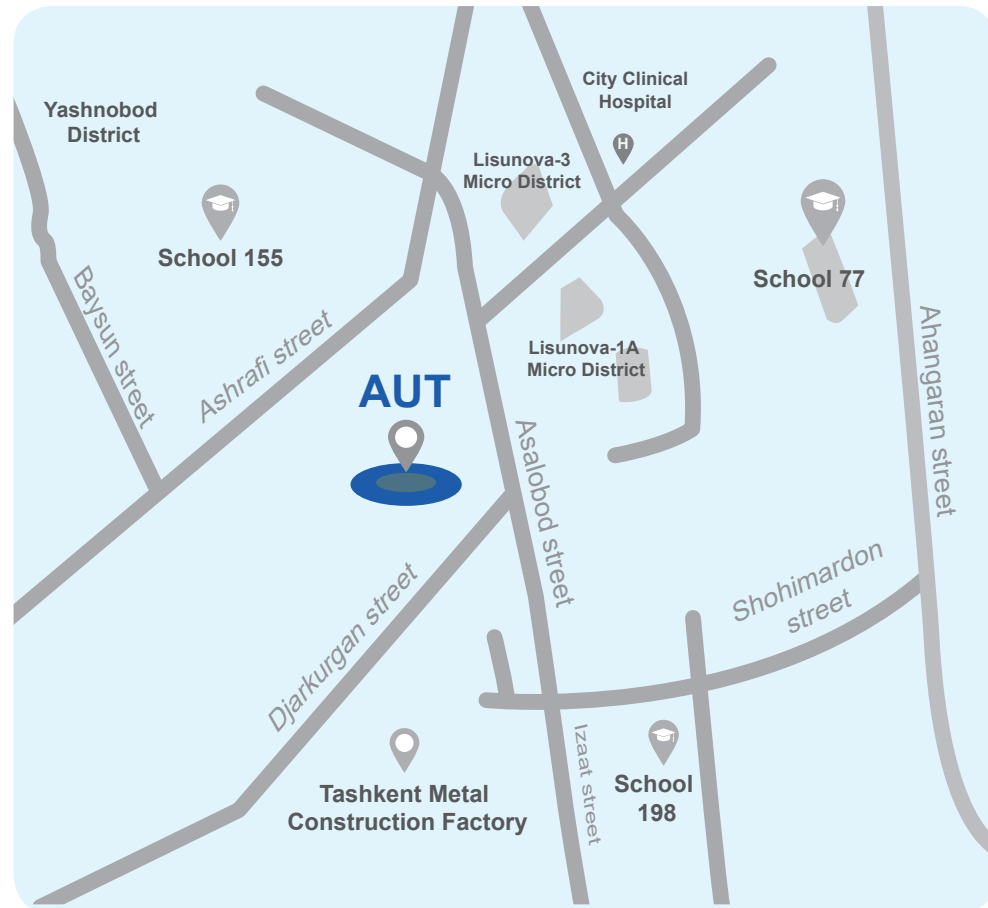 City Clinical
Hospital
Yashnobod
District
H
Lisunova-3
Micro District
School 155
School 77
Baysun street
Ashrafi street
Ahangaran street
Lisunova-1A
Micro District
AUT
Asalobod street
Shohimardon
street
Djarkurgan street
Izaat street
School
198
Tashkent Metal
Construction Factory